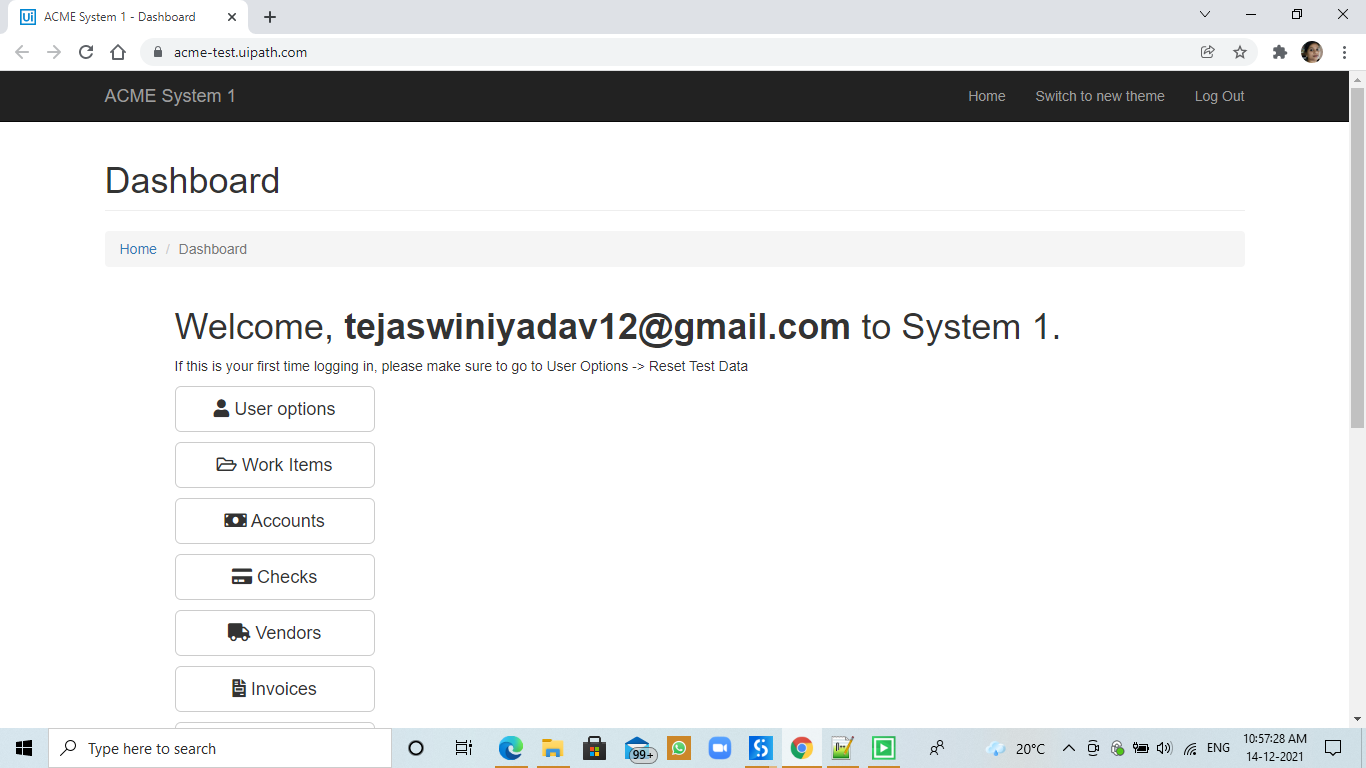 Ui ACME System 1 - Dashboard
acme-test.uipath.com
ACME System 1 Home Switch to new theme Log Out
Dashboard
Home / Dashboard
Welcome, tejaswiniyadav12@gmail.com to System 1.
If this is your first time logging in, please make sure to go to User Options -> Reset Test Data
User options
Work Items
Accounts
Checks
Vendors
Invoices
Type here to search 99+ 20°C ENG 10:57:28 AM
14-12-2021